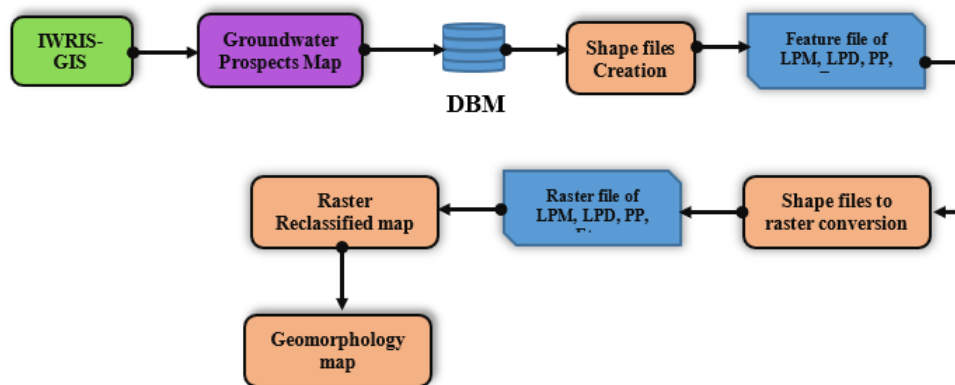 IWRIS-
GIS
Groundwater
Prospects Map
DBM
Shape files
Creation
Feature file of
LPM, LPD, PP,
Shape files to
raster conversion
Raster file of
LPM, LPD, PP,
Raster
Reclassified map
Geomorphology
map